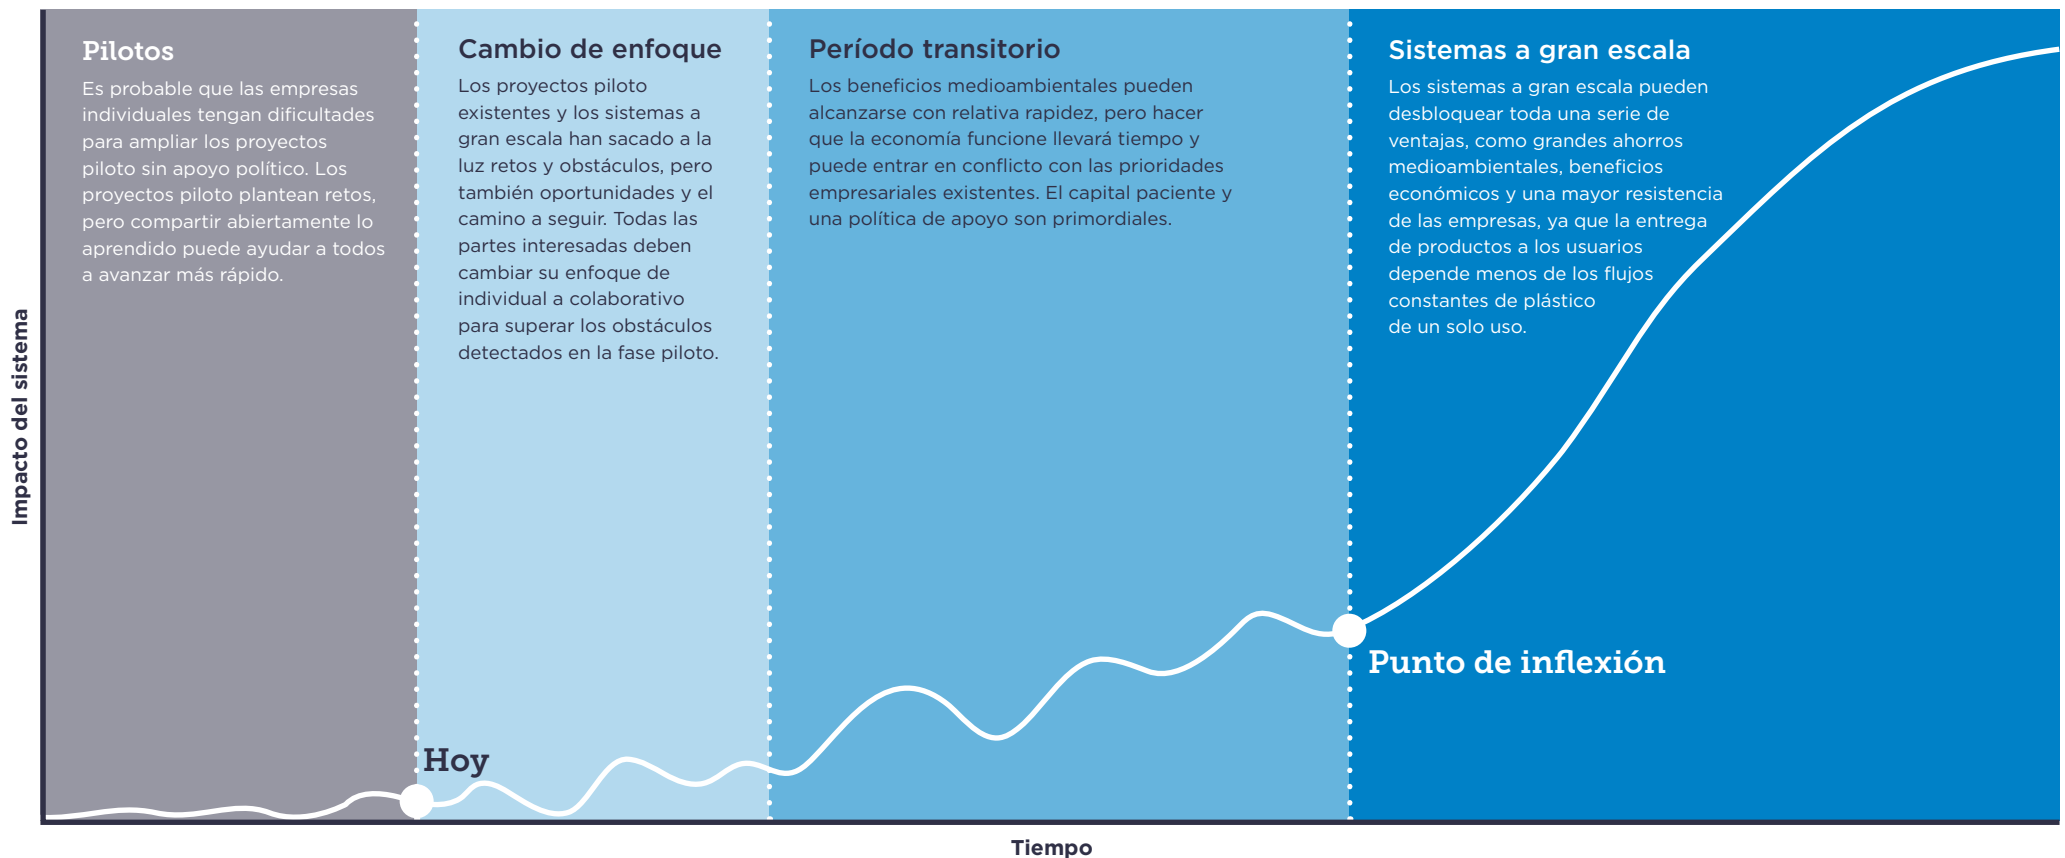 Pilotos
Es probable que las empresas
individuales tengan dificultades
para ampliar los proyectos
piloto sin apoyo político. Los
proyectos piloto plantean retos,
pero compartir abiertamente lo
aprendido puede ayudar a todos
a avanzar más rápido.
Cambio de enfoque
Los proyectos piloto
existentes y los sistemas a
gran escala han sacado a la
luz retos y obstáculos, pero
también oportunidades y el
camino a seguir. Todas las
partes interesadas deben
cambiar su enfoque de
individual a colaborativo
para superar los obstáculos
detectados en la fase piloto.
Período transitorio
Los beneficios medioambientales pueden
alcanzarse con relativa rapidez, pero hacer
que la economía funcione llevará tiempo y
puede entrar en conflicto con las prioridades
empresariales existentes. El capital paciente y
una política de apoyo son primordiales.
Sistemas a gran escala
Los sistemas a gran escala pueden
desbloquear toda una serie de
ventajas, como grandes ahorros
medioambientales, beneficios
económicos y una mayor resistencia
de las empresas, ya que la entrega
de productos a los usuarios
depende menos de los flujos
constantes de plástico
de un solo uso.
Impacto del sistema
Hoy
Punto de inflexión
Tiempo